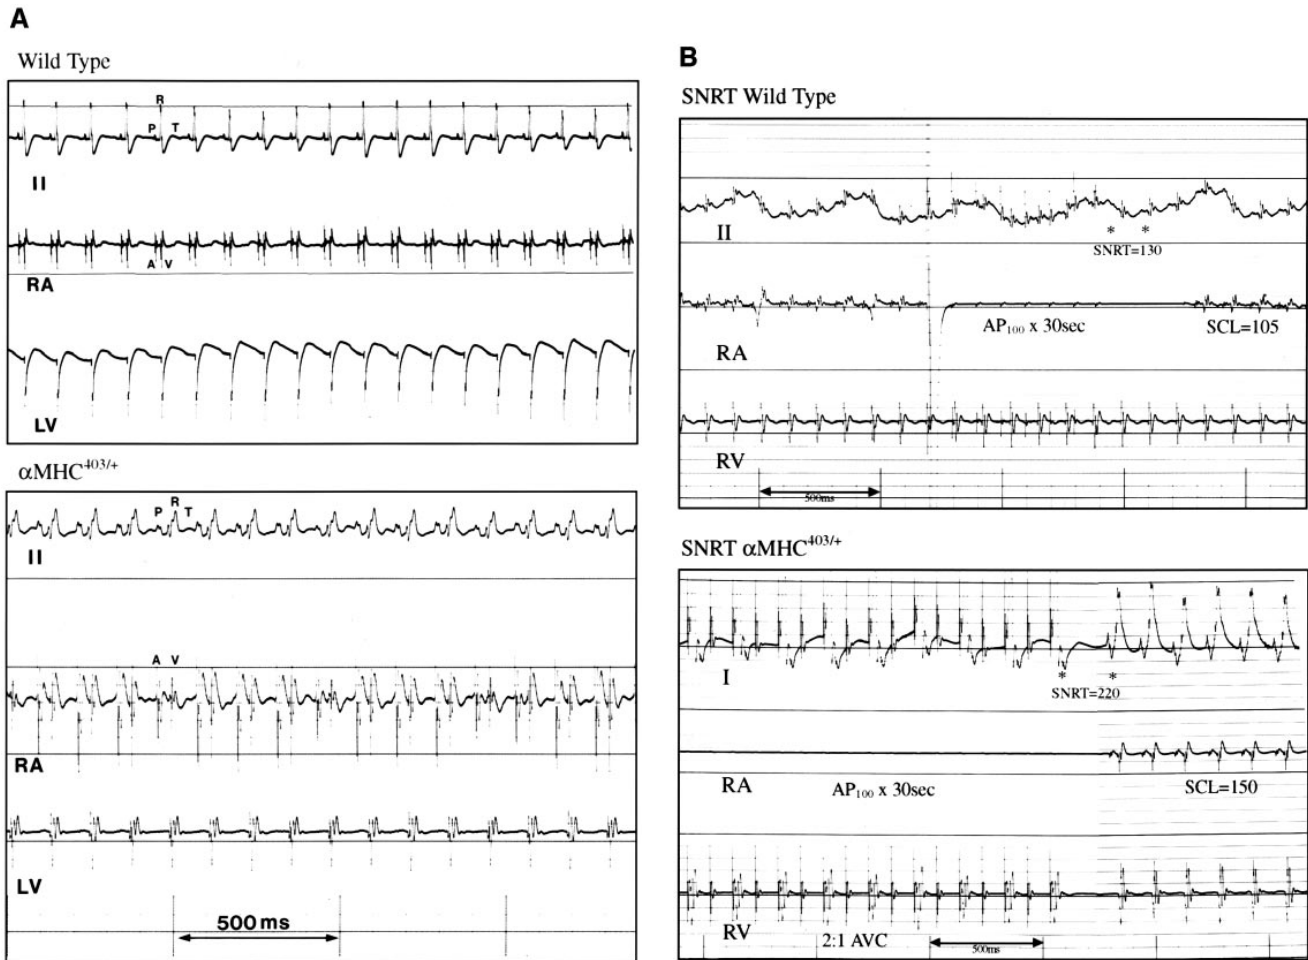 A
Wild Type
R
P T
II
A V
RA
LV
αMHC403/+
R
P T
II
A V
RA
LV
500 ms
B
SNRT Wild Type
II
* *
SNRT=130
AP100 x 30sec
SCL=105
RA
RV
500ms
SNRT αMHC403/+
I
* *
SNRT=220
RA
AP100 x 30sec
SCL=150
RV
2:1 AVC
500ms